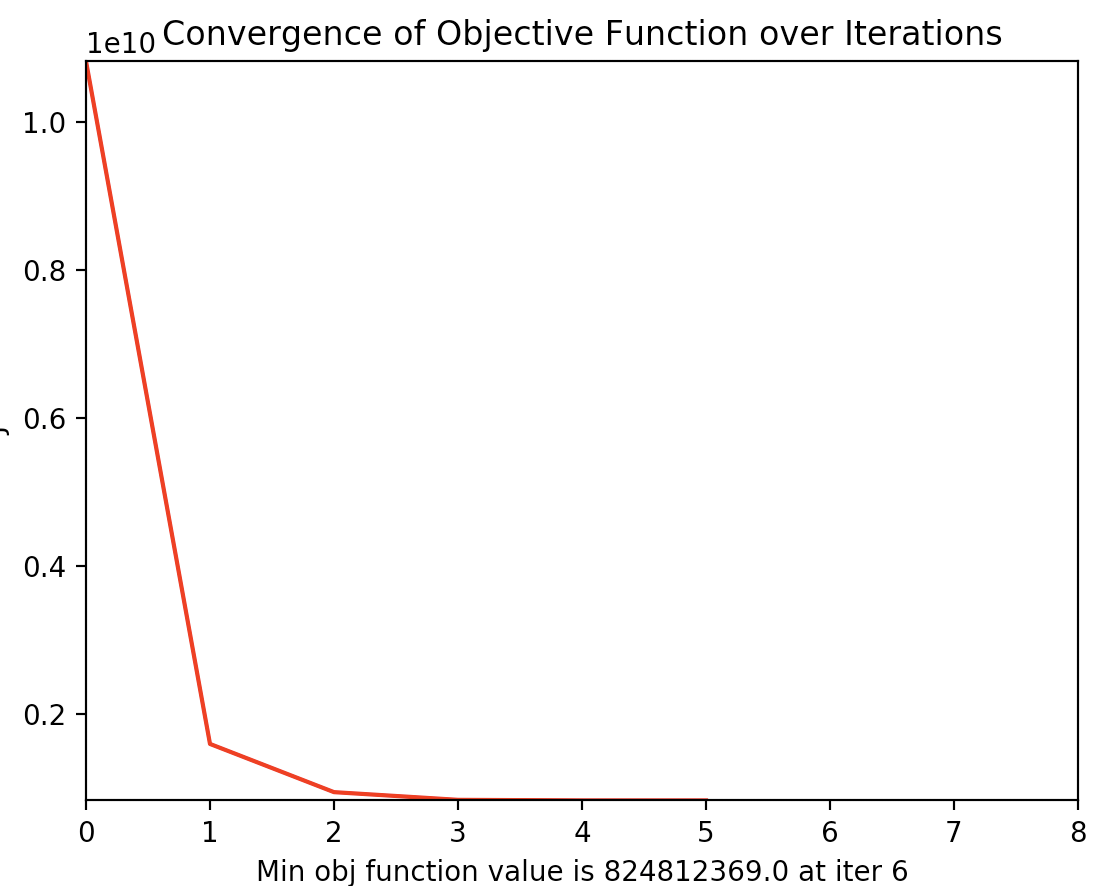 Convergence of Objective Function over Iterations
1e10
1.0
0.8
0.6
0.4
0.2
0 1 2 3 4 5 6 7 8
Min obj function value is 824812369.0 at iter 6